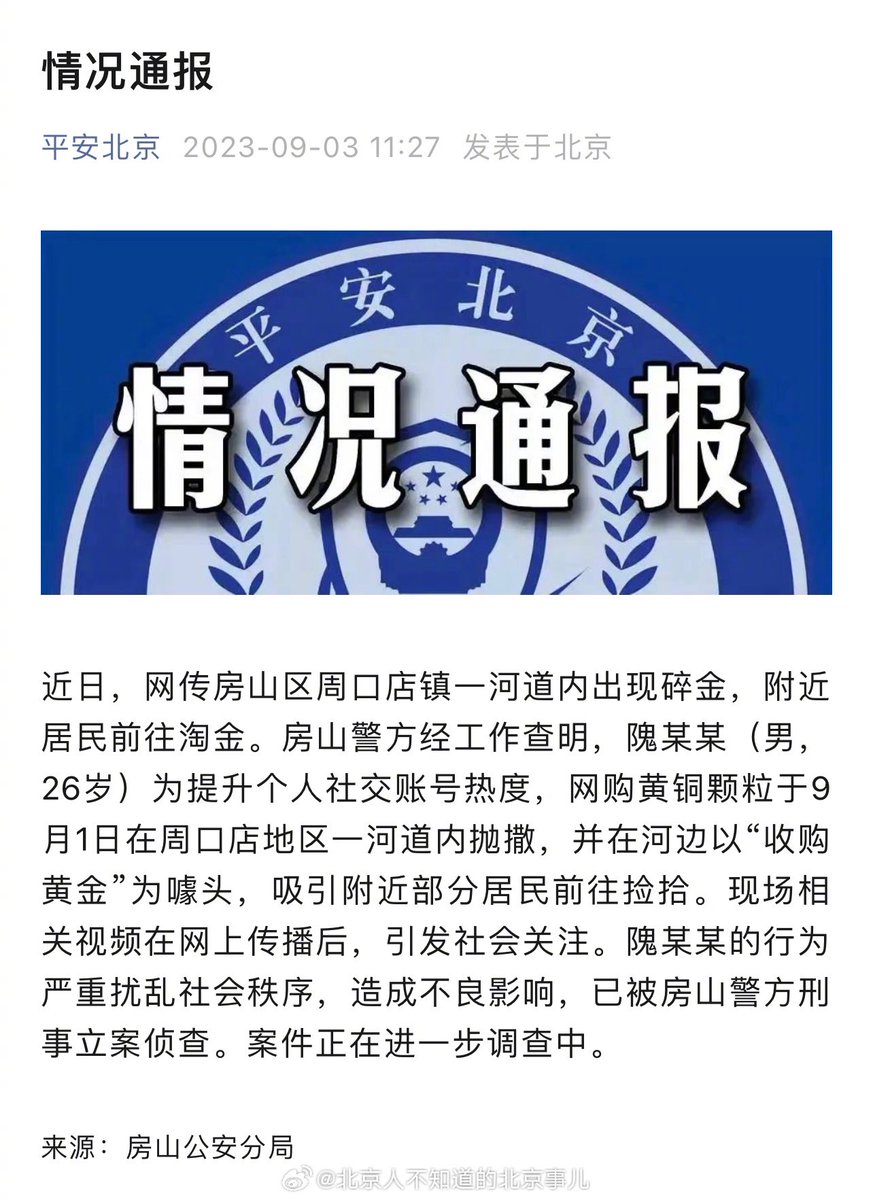 情况通报
平安北京 2023-09-03 11:27 发表于北京
平安北京
情况通报
近日，网传房山区周口店镇一河道内出现碎金，附近
居民前往淘金。房山警方经工作查明，隗某某（男，
26岁）为提升个人社交账号热度，网购黄铜颗粒于9
月1日在周口店地区一河道内抛撒，并在河边以“收购
黄金”为噱头，吸引附近部分居民前往捡拾。现场相
关视频在网上传播后，引发社会关注。隗某某的行为
严重扰乱社会秩序，造成不良影响，已被房山警方刑
事立案侦查。案件正在进一步调查中。
来源：房山公安分局
@北京人不知道的北京事儿